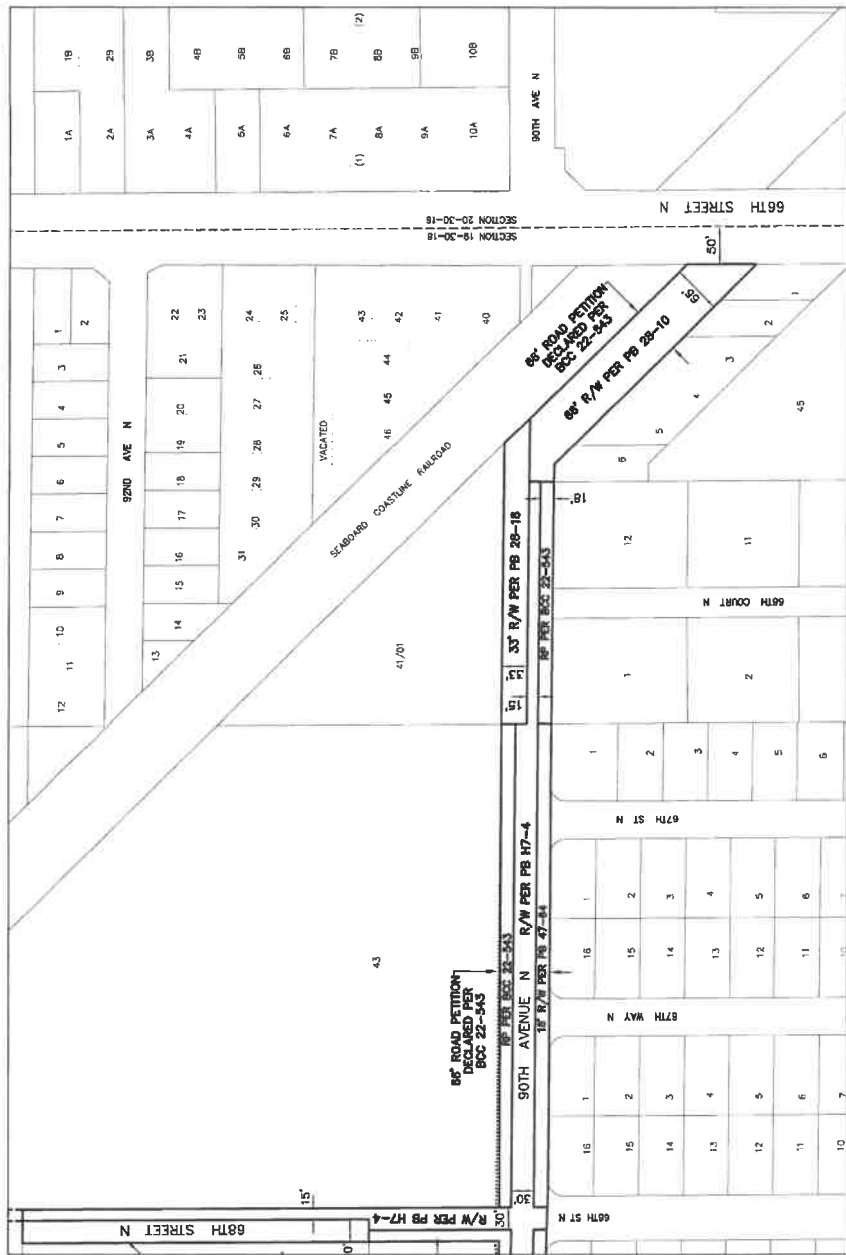 1B
2B
3B
4B
5B
6B
7B
8B
9B
10B
(2)
1A
2A
3A
4A
5A
6A
7A
8A
9A
10A
(1)
90TH AVE N
SECTION 20-30-16
SECTION 19-30-16
66TH STREET N
50'
1
2
3
4
5
6
7
8
9
10
11
12
92ND AVE N
22
23
21
20
19
18
17
16
15
14
13
24
25
26
27
28
29
30
31
VACATED
43
42
41
40
44
45
46
SEABOARD COASTLINE RAILROAD
41/01
66' ROAD PETITION
DECLARED PER
BCC 22-543
66' R/W PER PB 25-10
66'
1
2
3
4
5
6
45
33' R/W PER PB 26-16
33'
15'
18'
RP PER BCC 22-543
12
11
66TH COURT N
1
2
43
66' ROAD PETITION
DECLARED PER
BCC 22-543
RP PER BCC 22-543
90TH AVENUE N
R/W PER PB H7-4
18' R/W PER PB 47-64
30'
1
2
3
4
5
6
67TH ST N
1
2
3
4
5
6
16
15
14
13
12
11
10
67TH WAY N
1
2
3
4
5
6
7
16
15
14
13
12
11
10
68TH ST N
30'
R/W PER PB H7-4
15'
68TH STREET N